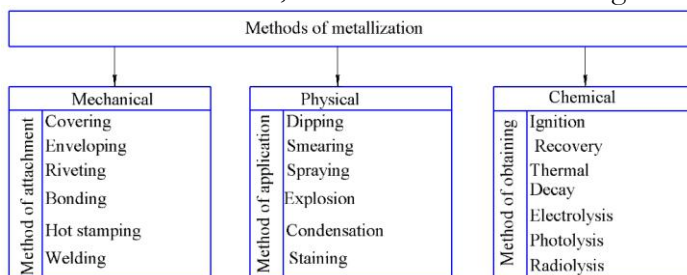 Methods of metallization
Mechanical
Method of attachment
Covering
Enveloping
Riveting
Bonding
Hot stamping
Welding
Physical
Method of application
Dipping
Smearing
Spraying
Explosion
Condensation
Staining
Chemical
Method of obtaining
Ignition
Recovery
Thermal
Decay
Electrolysis
Photolysis
Radiolysis